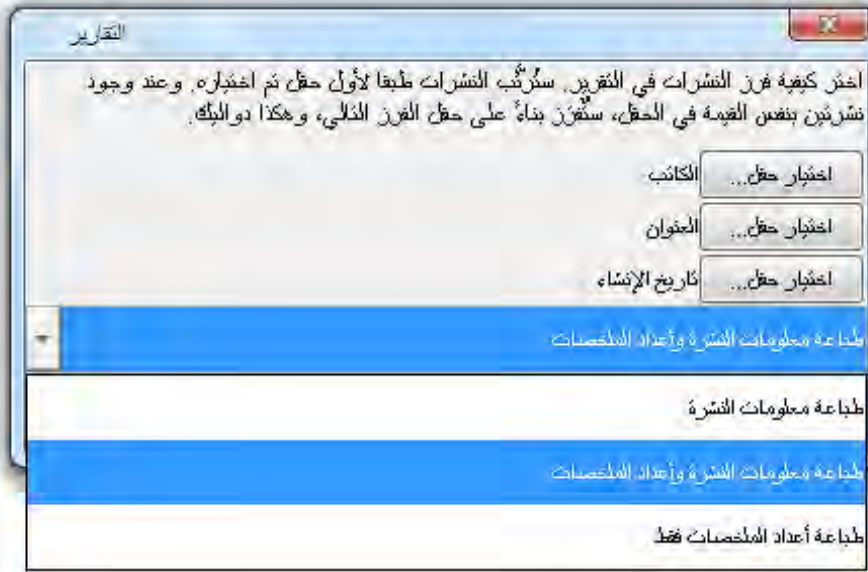 التقارير
اختر كيفية فرز النشرات في التقرير. ستُرتَّب النشرات طبقا لأول حقل تم اختياره. وعند وجود
نشرتين بنفس القيمة في الحقل، ستُفرَز بناءً على حقل الفرز التالي، وهكذا دواليك.
اختيار حقل... الكاتب
اختيار حقل... العنوان
اختيار حقل... تاريخ الإنشاء
طباعة معلومات النشرة وأعداد الملخصات
طباعة معلومات النشرة
طباعة معلومات النشرة وأعداد الملخصات
طباعة أعداد الملخصات فقط